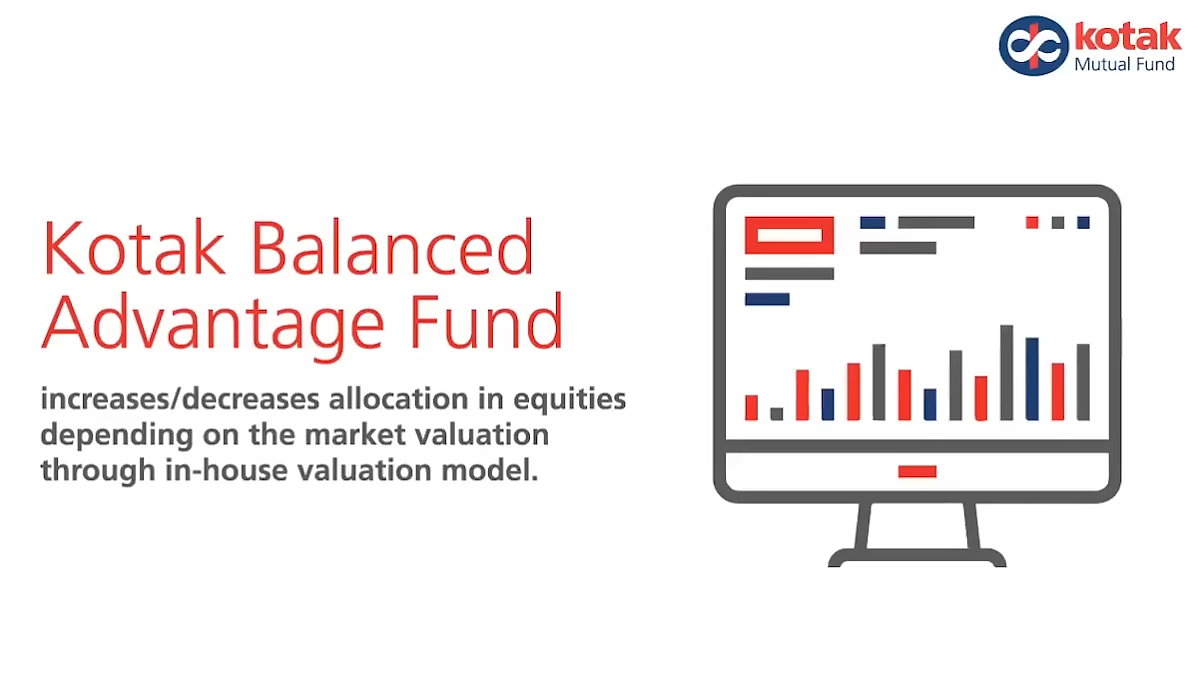 kotak
Mutual Fund
Kotak Balanced
Advantage Fund
increases/decreases allocation in equities
depending on the market valuation
through in-house valuation model.